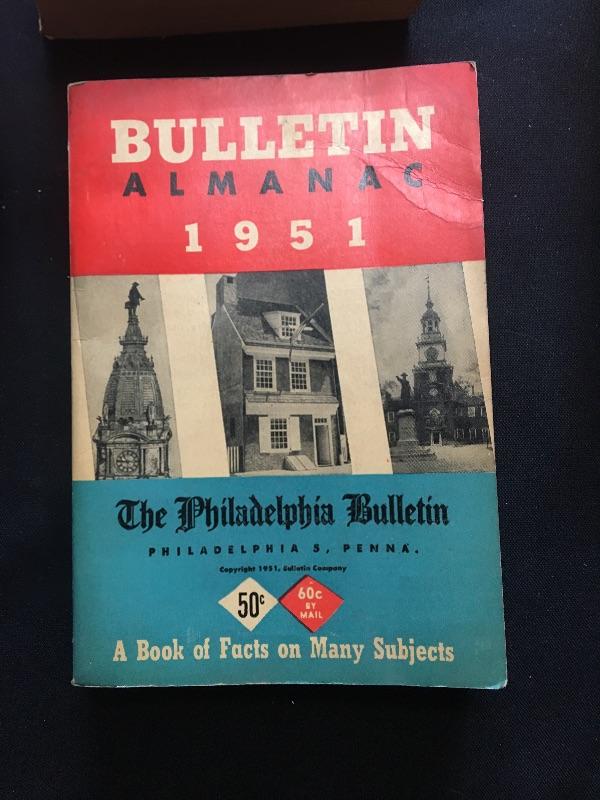 BULLETIN
ALMANAC
1951
The Philadelphia Bulletin
PHILADELPHIA 5, PENNA.
Copyright 1951, Bulletin Company
50c
60c
BY
MAIL
A Book of Facts on Many Subjects